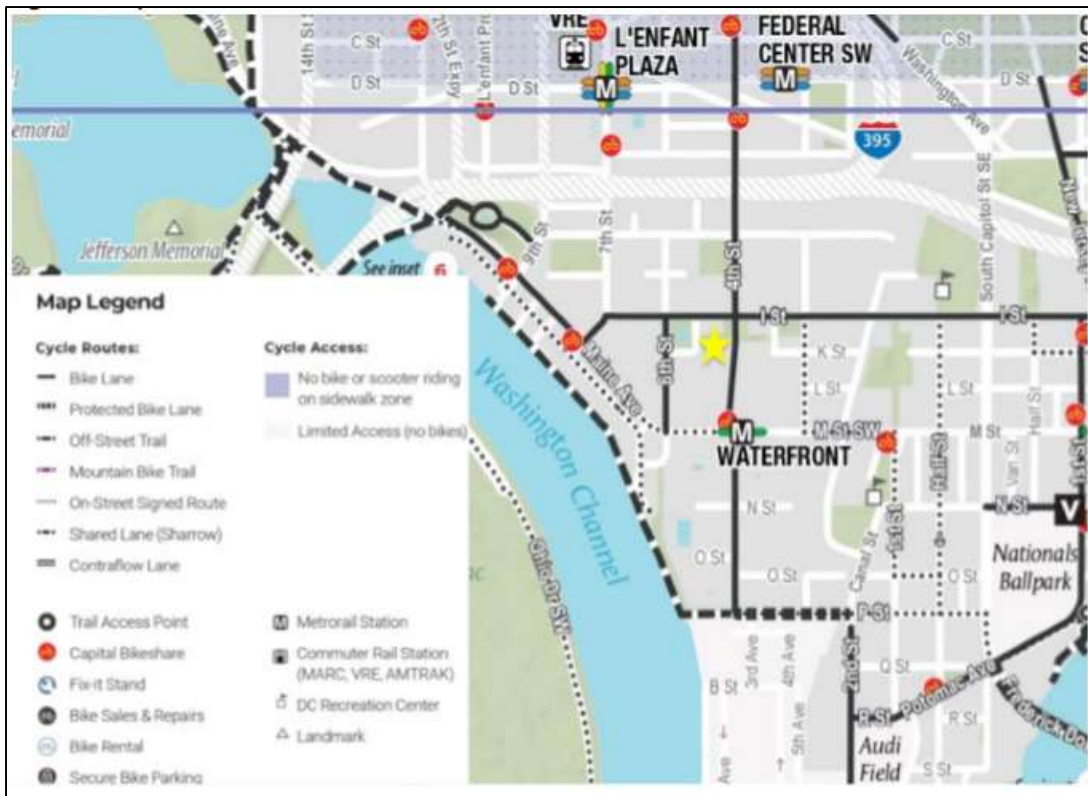 VRE
L'ENFANT
PLAZA
FEDERAL
CENTER SW
14th St
C St
D St
7th St Expy
D St
C St
Washington Ave
395
South Capitol St SE
Jefferson Memorial
See inset
6
9th St
7th St
4th St
I St
I St
6th St
Maine Ave
K St
L St
L St
Half St
M St SW
M St
WATERFRONT
Washington Channel
Half St
Van St
1st St
1st St
N St
N St
V
Nationals
Ballpark
O St
O St
O St
Canal St
P St
Ohio Dr SW
3rd Ave
4th Ave
5th Ave
B St
2nd St
Q St
Potomac Ave
R St
R St
S St
Audi
Field
Map Legend
Cycle Routes:
Bike Lane
Protected Bike Lane
Off-Street Trail
Mountain Bike Trail
On-Street Signed Route
Shared Lane (Sharrow)
Contraflow Lane
Cycle Access:
No bike or scooter riding
on sidewalk zone
Limited Access (no bikes)
Trail Access Point
Capital Bikeshare
Fix-it Stand
Bike Sales & Repairs
Bike Rental
Secure Bike Parking
Metrorail Station
Commuter Rail Station
(MARC, VRE, AMTRAK)
DC Recreation Center
Landmark